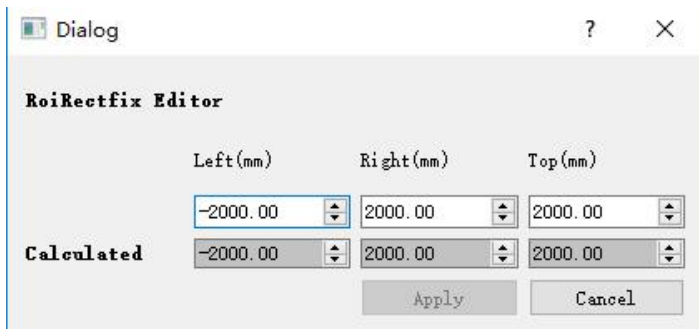 Dialog ?
RoiRectfix Editor
Left(mm) Right(mm) Top(mm)
-2000.00 2000.00 2000.00
Calculated -2000.00 2000.00 2000.00
Apply Cancel